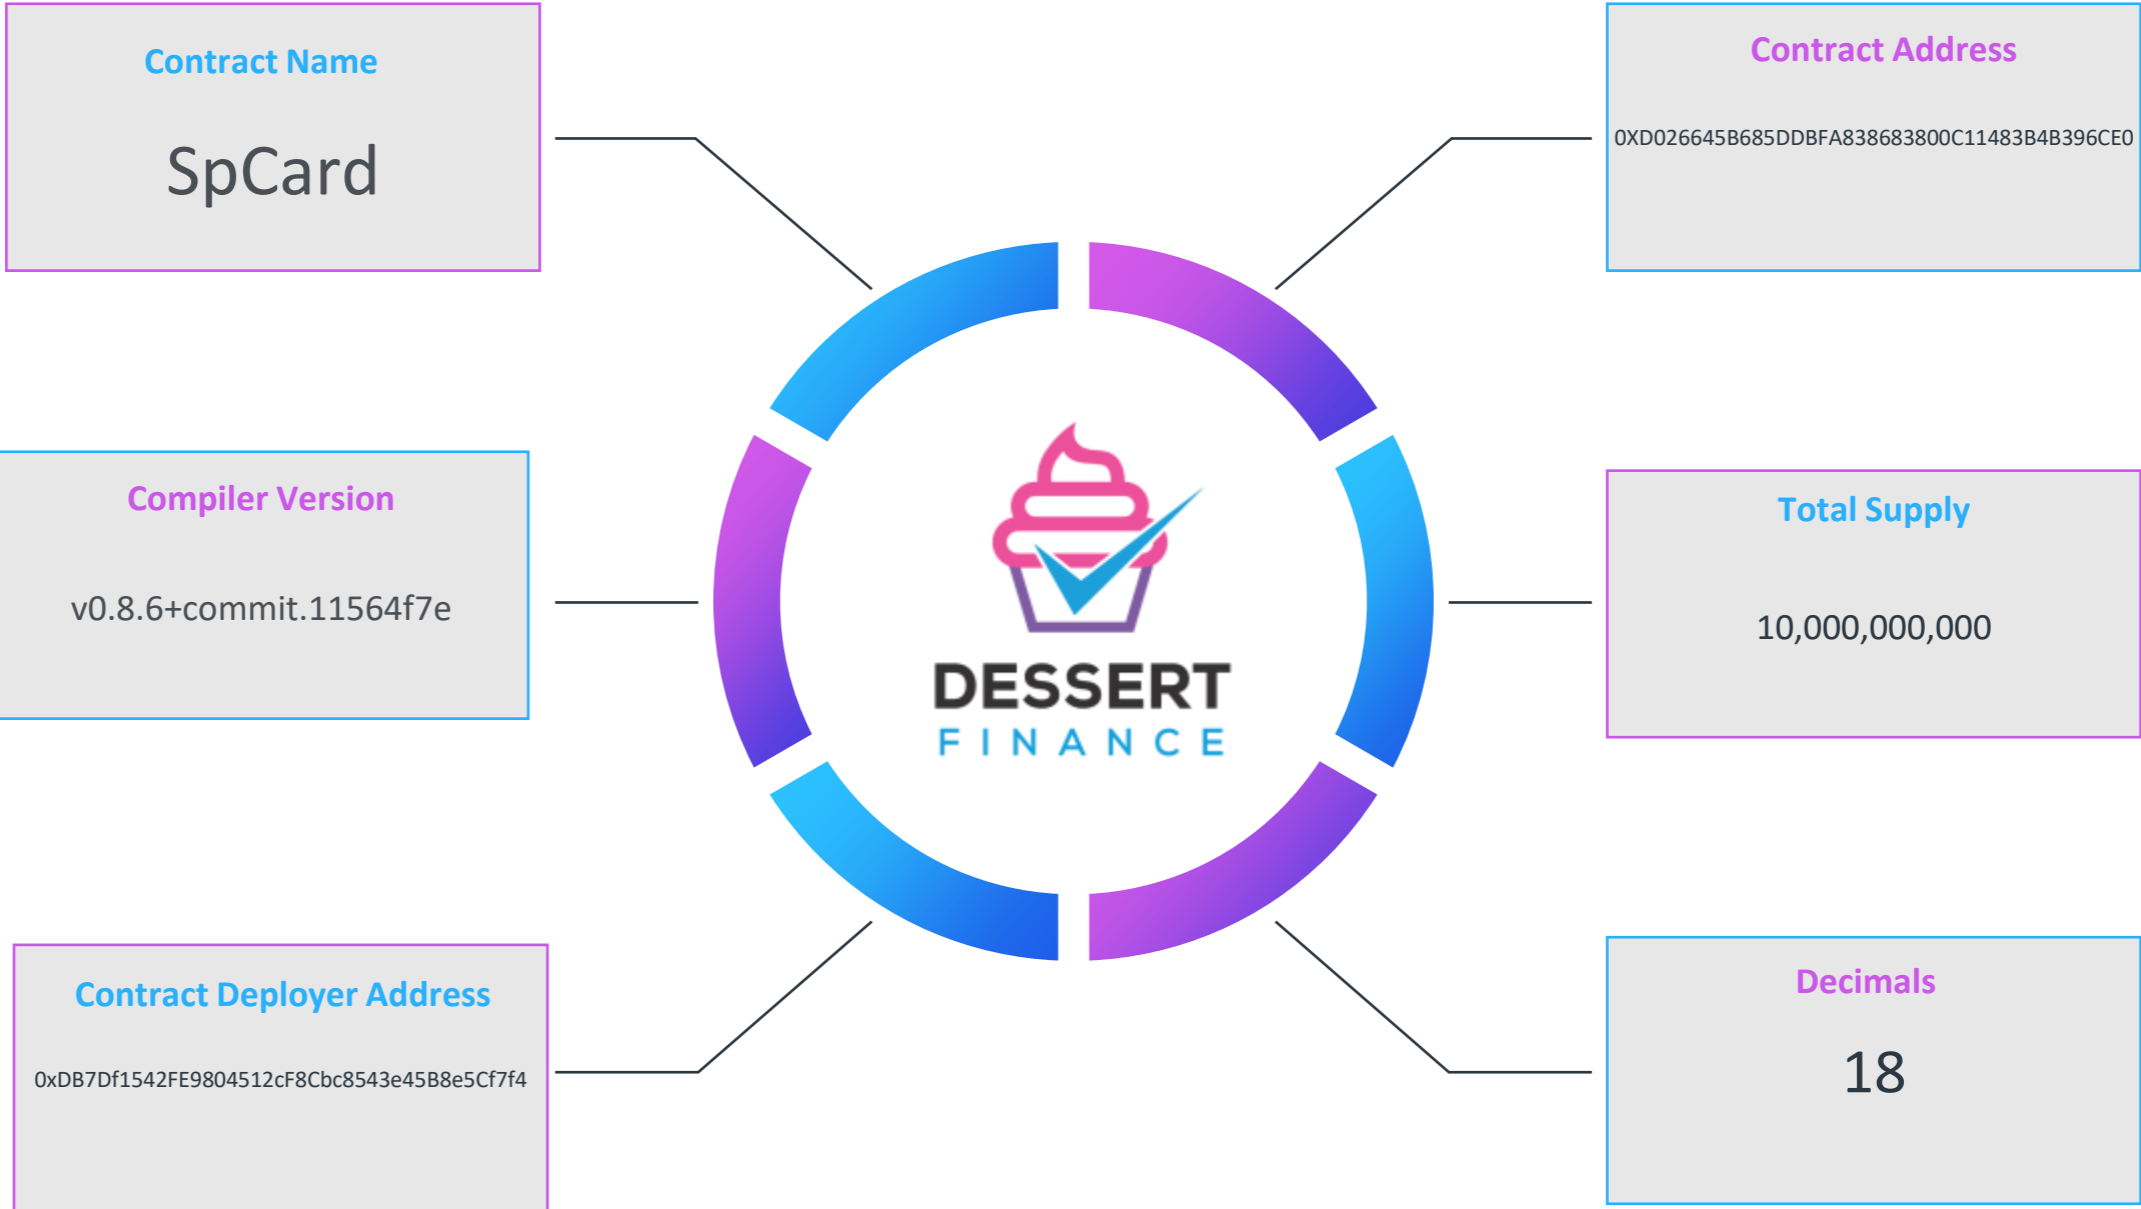 Contract Name
SpCard
Contract Address
0XD026645B685DDBFA838683800C11483B4B396CE0
Compiler Version
v0.8.6+commit.11564f7e
Total Supply
10,000,000,000
DESSERT
FINANCE
Contract Deployer Address
0xDB7Df1542FE9804512cF8Cbc8543e45B8e5Cf7f4
Decimals
18